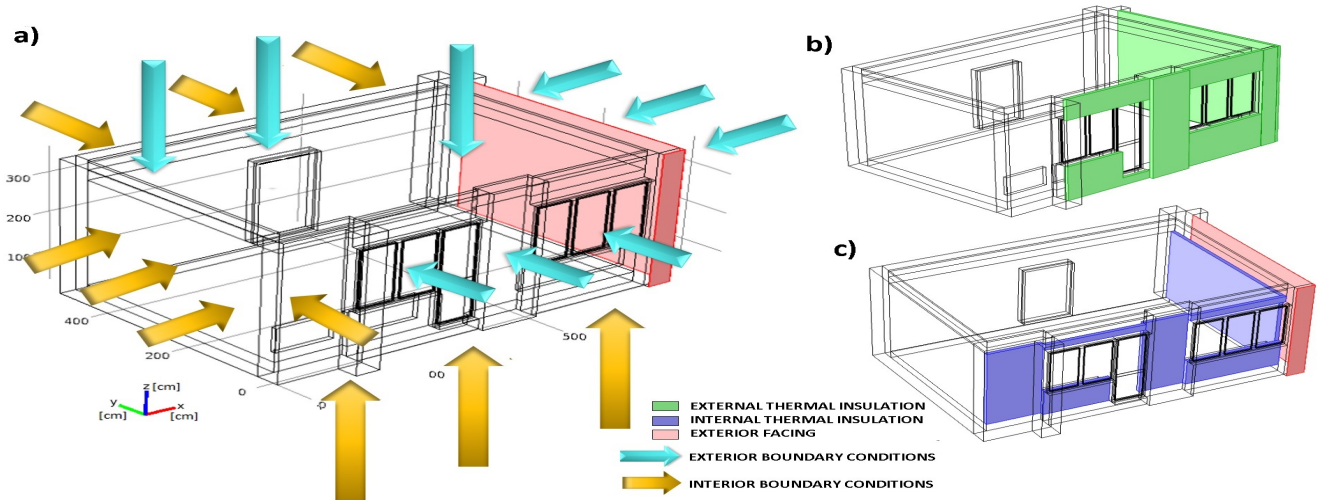 a)
b)
300
200
100
400
200
0
500
00
z [cm]
y
x
[cm]
[cm]
c)
EXTERNAL THERMAL INSULATION
INTERNAL THERMAL INSULATION
EXTERIOR FACING
EXTERIOR BOUNDARY CONDITIONS
INTERIOR BOUNDARY CONDITIONS